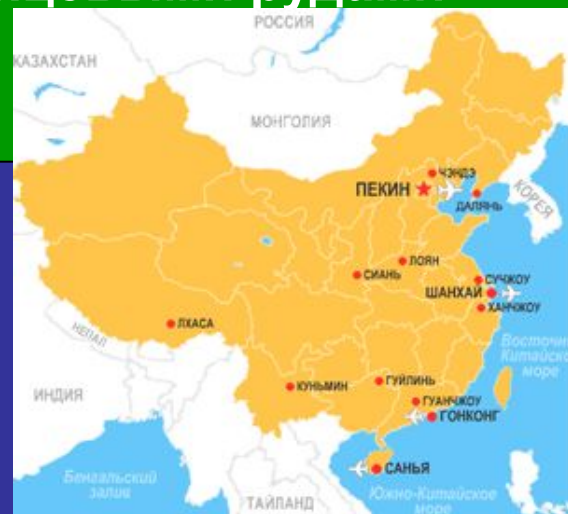 РОССИЯ
КАЗАХСТАН
МОНГОЛИЯ
ЧЭНДЭ
ПЕКИН
ДАЛЯНЬ
КОРЕЯ
ЛОЯН
СИАНЬ
СУЧЖОУ
ШАНХАЙ
ХАНЧЖОУ
ЛХАСА
НЕПАЛ
Восточно-
Китайское
море
ИНДИЯ
КУНЬМИН
ГУЙЛИНЬ
ГУАНЧЖОУ
ГОНКОНГ
САНЬЯ
Бенгальский
залив
ТАИЛАНД
Южно-Китайское
море